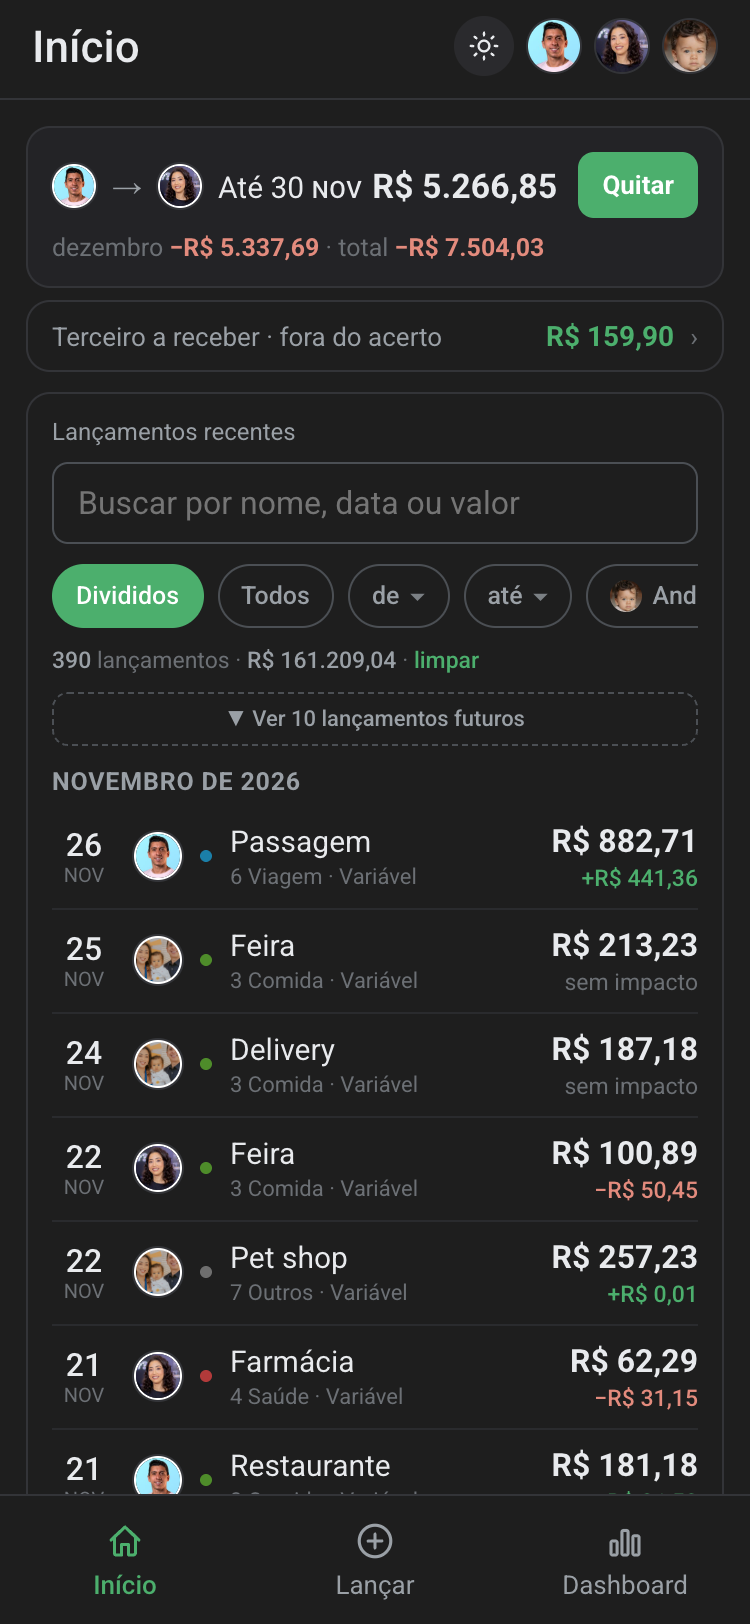 Início
Até 30 NOV R$ 5.266,85 Quitar
dezembro −R$ 5.337,69 · total −R$ 7.504,03
Terceiro a receber · fora do acerto R$ 159,90 ›
Lançamentos recentes
Buscar por nome, data ou valor
Divididos Todos de até And
390 lançamentos · R$ 161.209,04 · limpar
▼ Ver 10 lançamentos futuros
NOVEMBRO DE 2026
26 Passagem R$ 882,71
NOV 6 Viagem · Variável +R$ 441,36
25 Feira R$ 213,23
NOV 3 Comida · Variável sem impacto
24 Delivery R$ 187,18
NOV 3 Comida · Variável sem impacto
22 Feira R$ 100,89
NOV 3 Comida · Variável −R$ 50,45
22 Pet shop R$ 257,23
NOV 7 Outros · Variável +R$ 0,01
21 Farmácia R$ 62,29
NOV 4 Saúde · Variável −R$ 31,15
21 Restaurante R$ 181,18
Início Lançar Dashboard